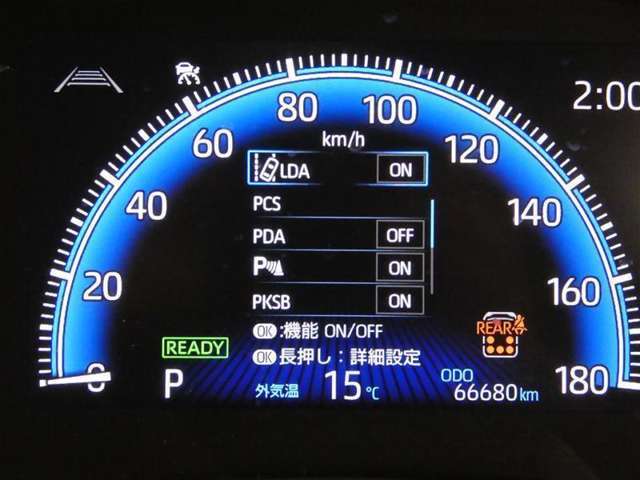 2:00
80 100
60 120
km/h
LDA ON
PCS
40 140
PDA OFF
P ON
20 160
PKSB ON
OK:機能 ON/OFF
REAR
READY
OK 長押し:詳細設定
0 180
P
外気温 15℃
ODO
66680km